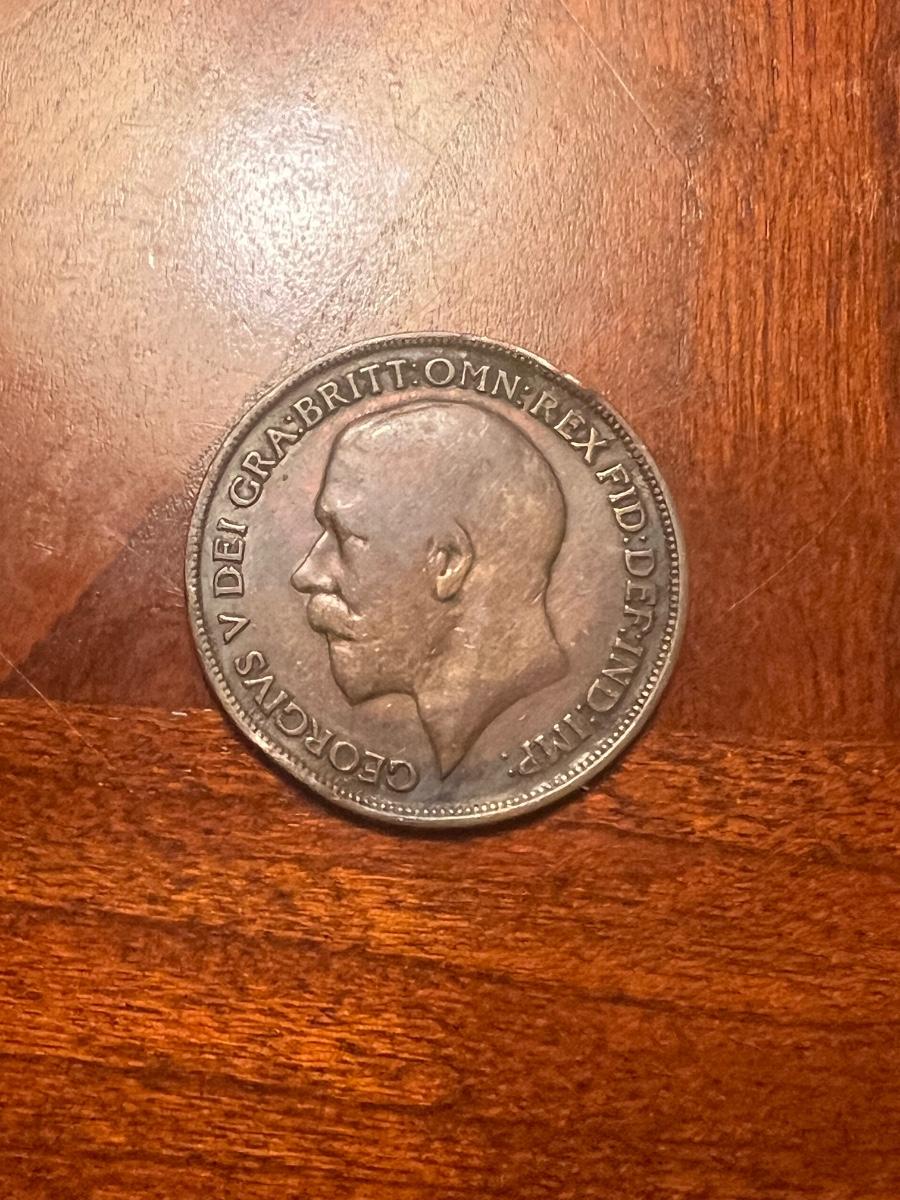 GEORGIVS V DEI GRA:BRITT:OMN:REX FID:DEF:IND:IMP: